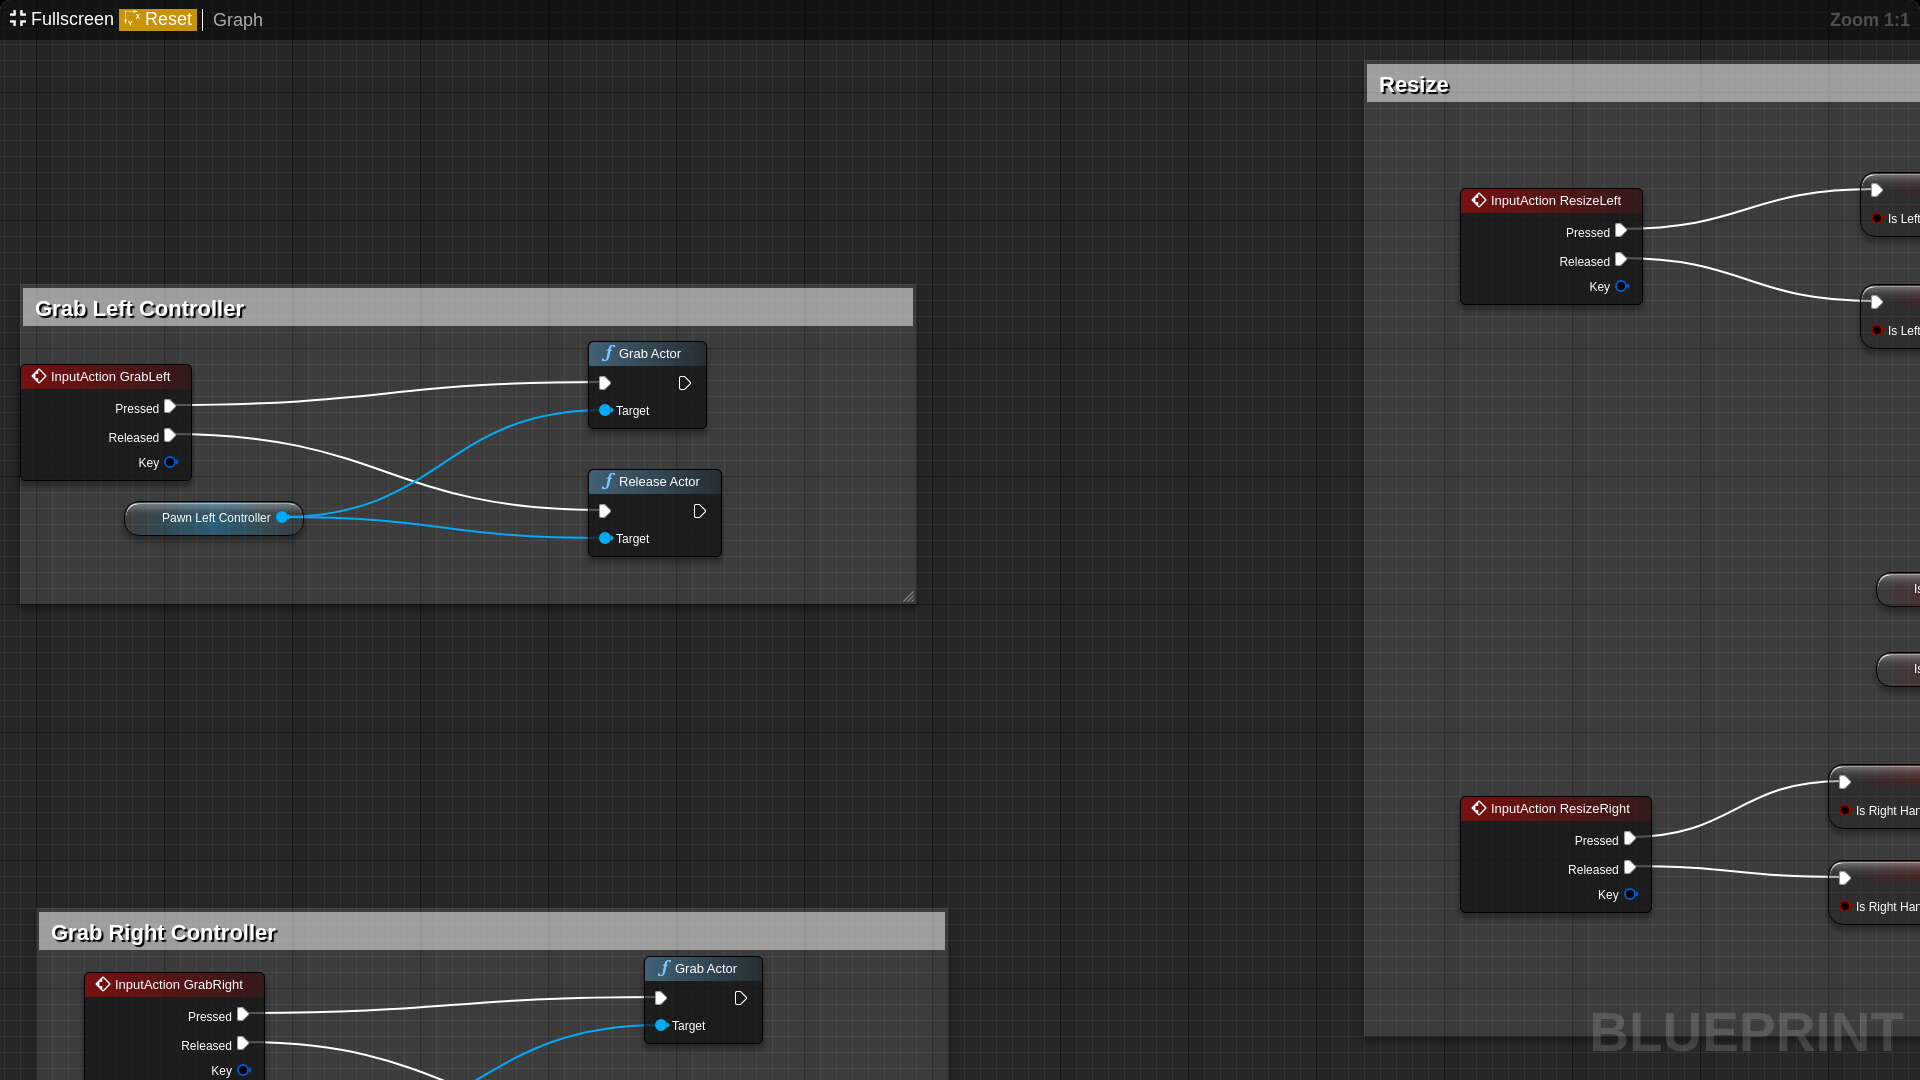 Fullscreen Reset Graph Zoom 1:1
Resize
InputAction ResizeLeft
Pressed
Is Left
Released
Key
Is Left
Grab Left Controller
Grab Actor
InputAction GrabLeft
Pressed
Target
Released
Key
Release Actor
Pawn Left Controller
Target
Is
Is
InputAction ResizeRight
Pressed
Is Right Han
Released
Key
Is Right Han
Grab Right Controller
Grab Actor
InputAction GrabRight
Pressed
Target
Released
Key
BLUEPRINT